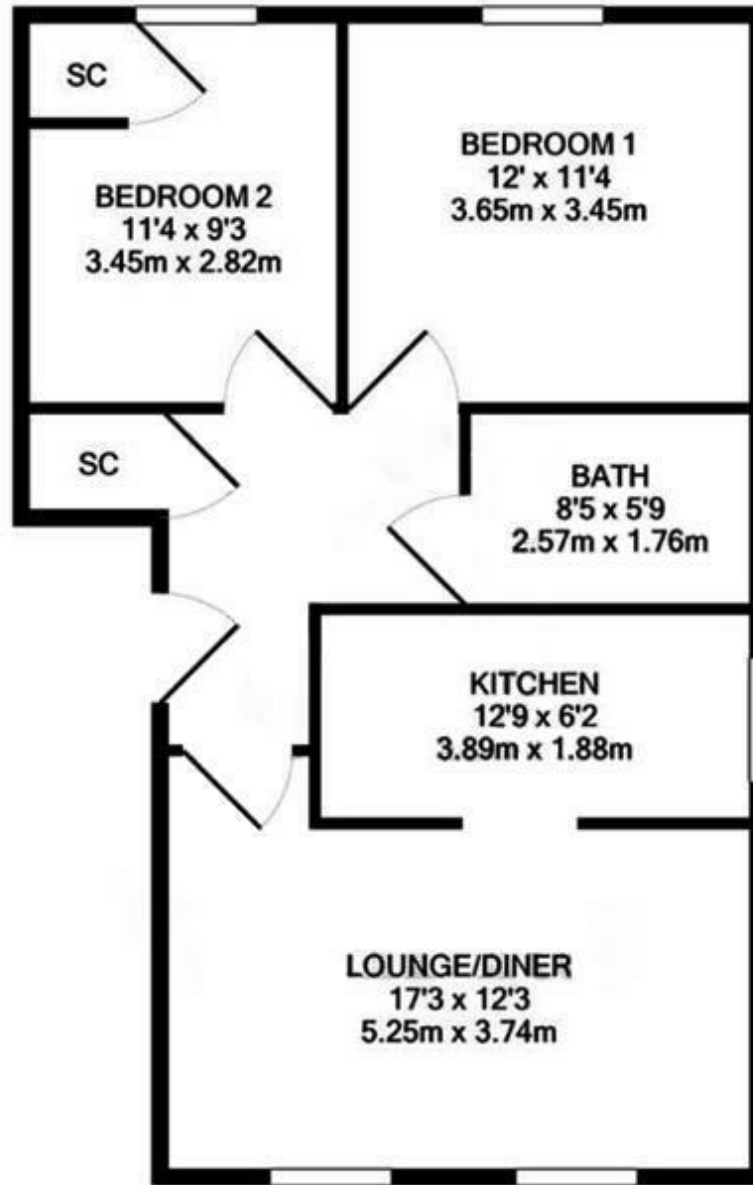 SC
BEDROOM 1
12' x 11'4
3.65m x 3.45m
BEDROOM 2
11'4 x 9'3
3.45m x 2.82m
SC
BATH
8'5 x 5'9
2.57m x 1.76m
KITCHEN
12'9 x 6'2
3.89m x 1.88m
LOUNGE/DINER
17'3 x 12'3
5.25m x 3.74m